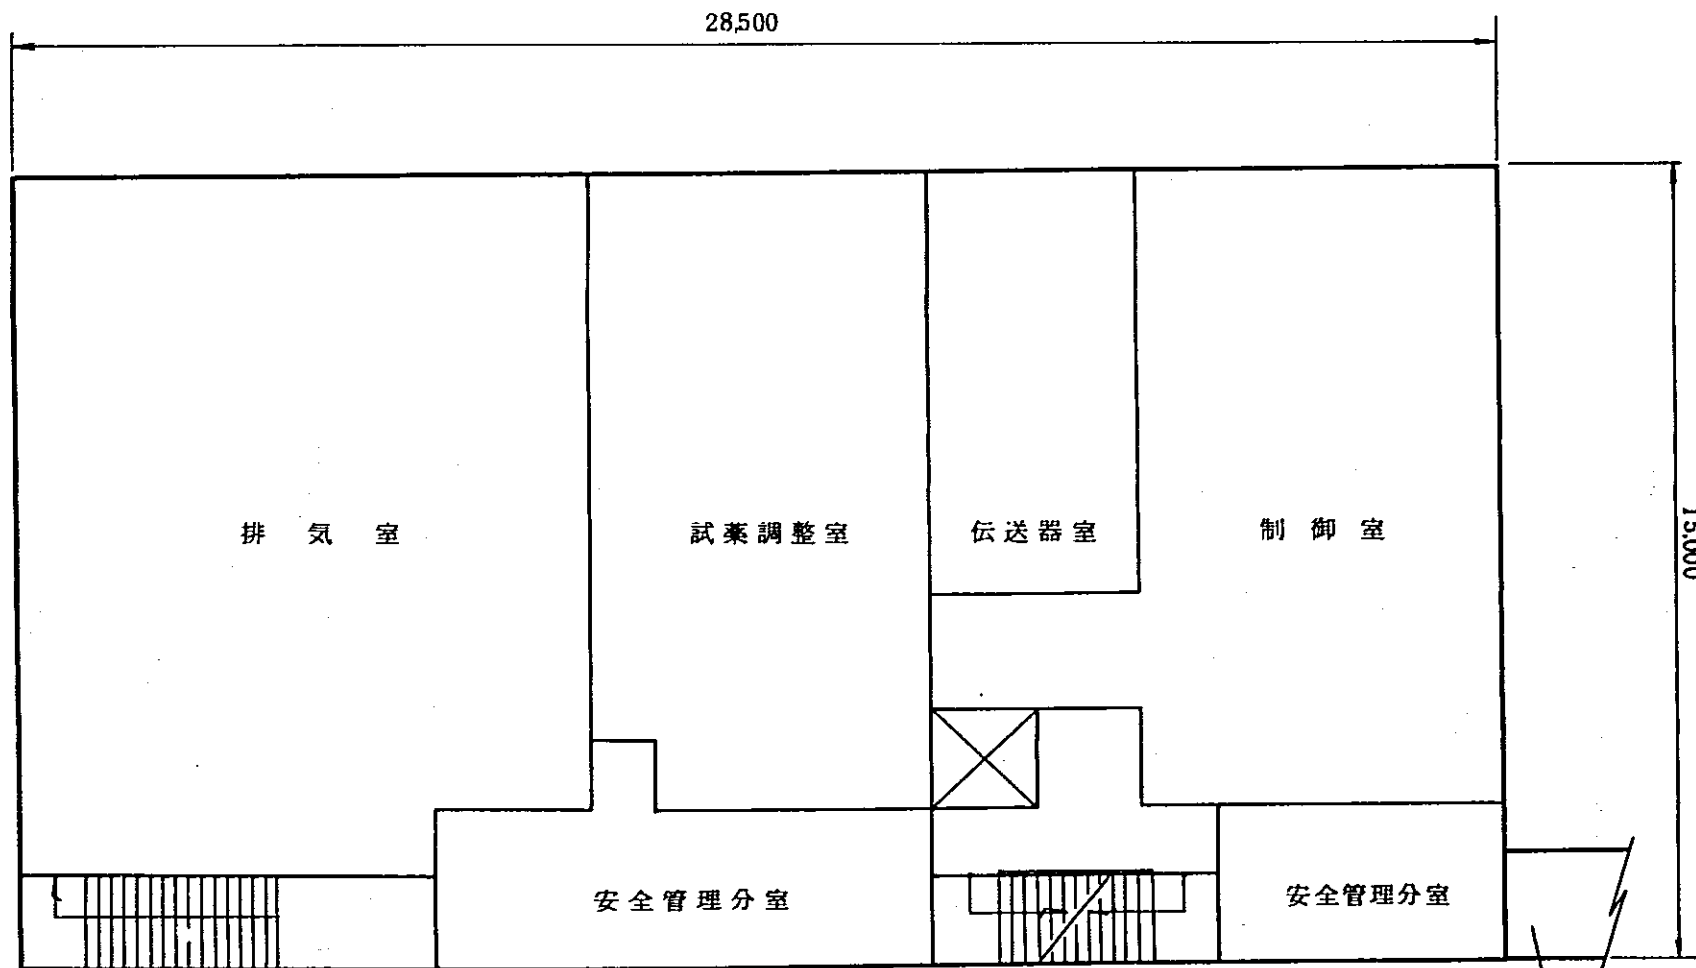 28,500
15,000
排気室
試薬調整室
伝送器室
制御室
安全管理分室
安全管理分室